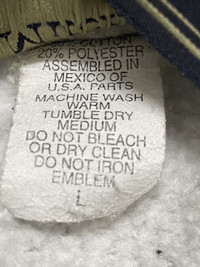 COTTON
20% POLYESTER
ASSEMBLED IN
MEXICO OF
U.S.A. PARTS
MACHINE WASH
WARM
TUMBLE DRY
MEDIUM
DO NOT BLEACH
OR DRY CLEAN
DO NOT IRON
EMBLEM
L